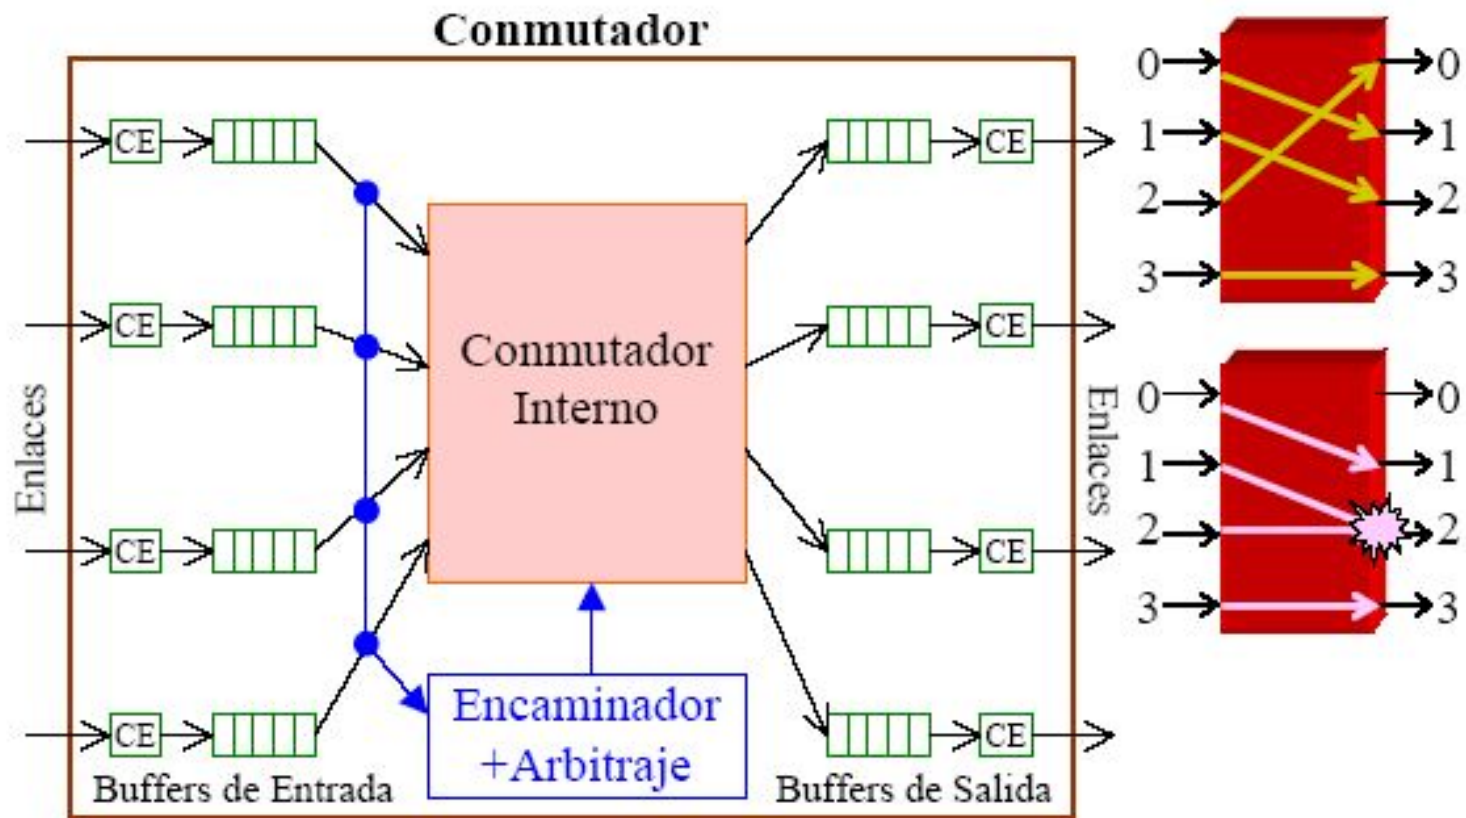 Conmutador
CE
CE
CE
CE
Enlaces
Buffers de Entrada
Conmutador
Interno
Encaminador
+Arbitraje
CE
CE
CE
CE
Buffers de Salida
Enlaces
0 0
1 1
2 2
3 3
0 0
1 1
2 2
3 3